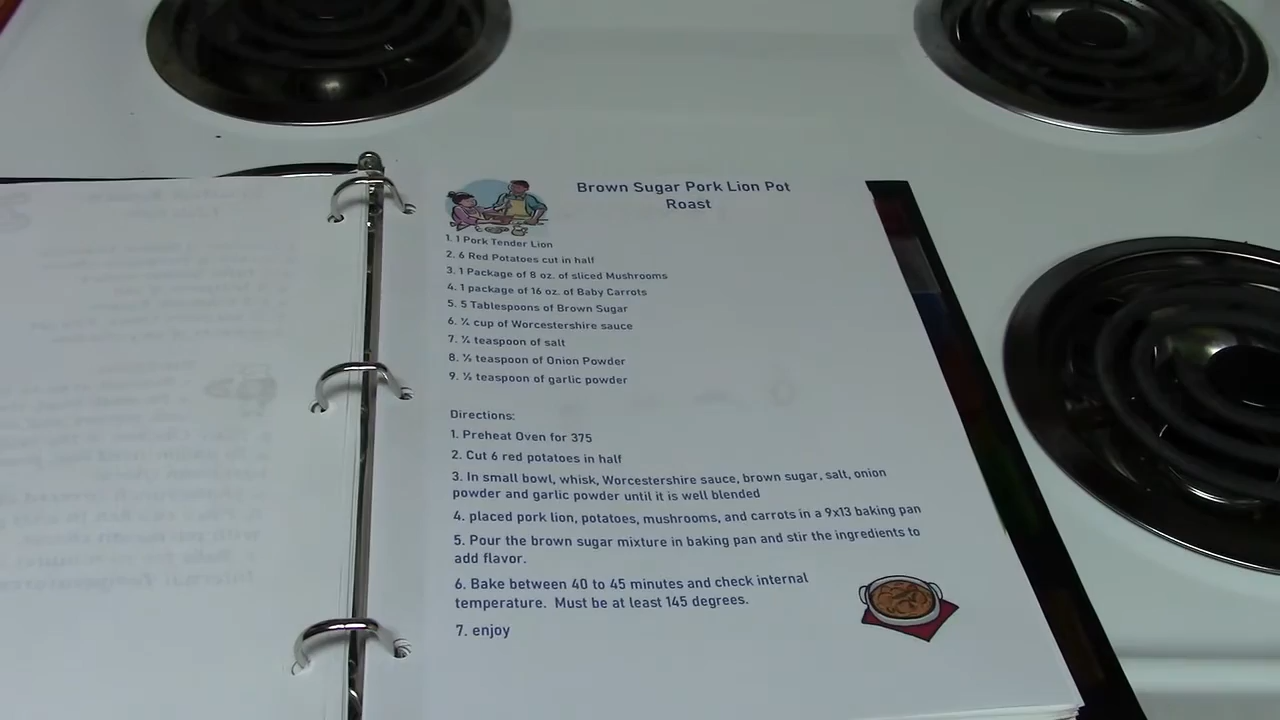 Brown Sugar Pork Lion Pot
Roast
1. 1 Pork Tender Lion
2. 6 Red Potatoes cut in half
3. 1 Package of 8 oz. of sliced Mushrooms
4. 1 package of 16 oz. of Baby Carrots
5. 5 Tablespoons of Brown Sugar
6. ¼ cup of Worcestershire sauce
7. ¼ teaspoon of salt
8. ½ teaspoon of Onion Powder
9. ½ teaspoon of garlic powder
Directions:
1. Preheat Oven for 375
2. Cut 6 red potatoes in half
3. In small bowl, whisk, Worcestershire sauce, brown sugar, salt, onion
powder and garlic powder until it is well blended
4. placed pork lion, potatoes, mushrooms, and carrots in a 9x13 baking pan
5. Pour the brown sugar mixture in baking pan and stir the ingredients to
add flavor.
6. Bake between 40 to 45 minutes and check internal
temperature. Must be at least 145 degrees.
7. enjoy